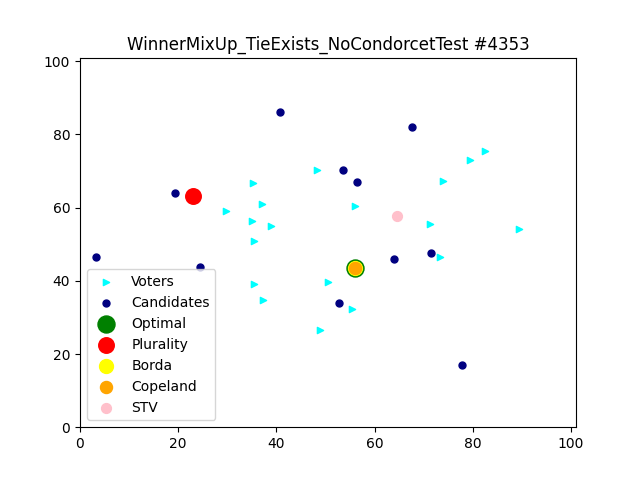 WinnerMixUp_TieExists_NoCondorcetTest #4353
100
80
60
40
20
0
Voters
Candidates
Optimal
Plurality
Borda
Copeland
STV
0 20 40 60 80 100